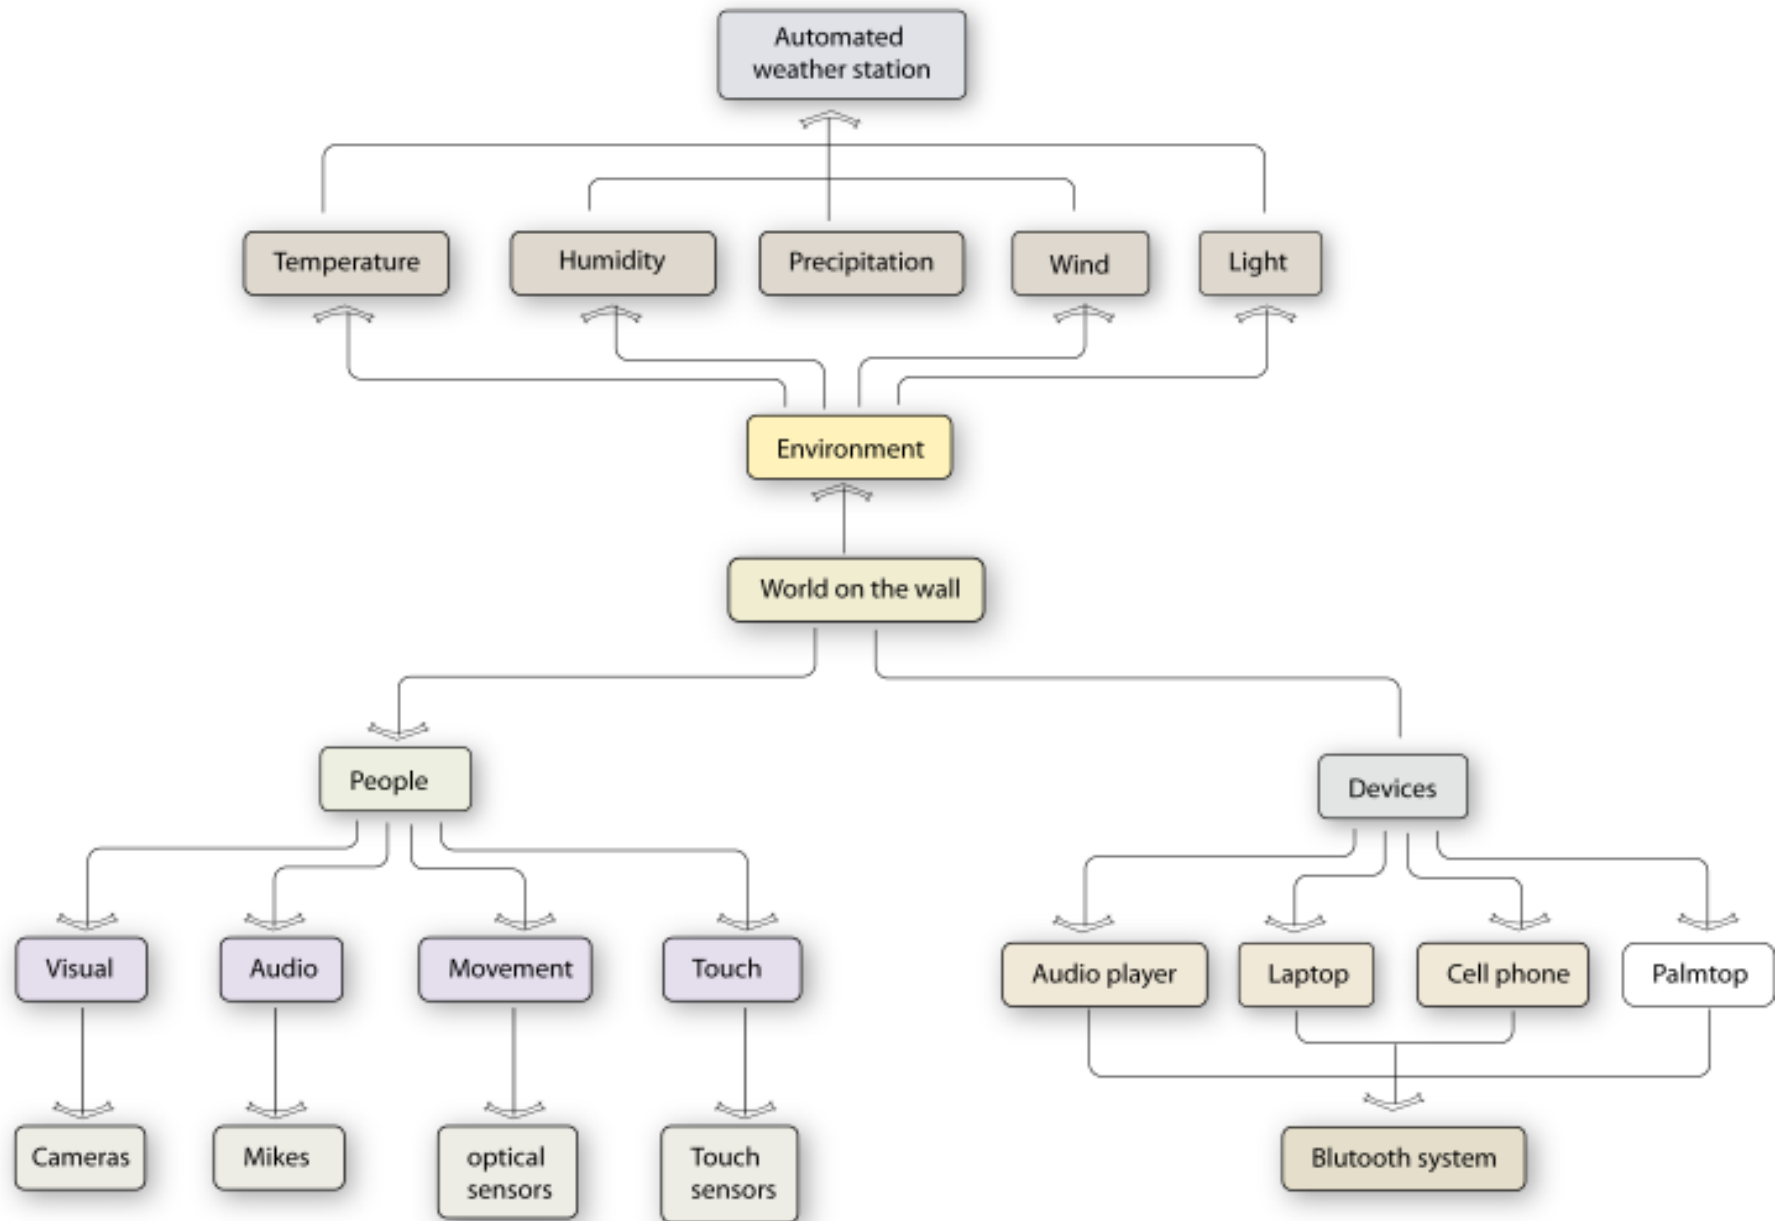 Automated
weather station
Temperature
Humidity
Precipitation
Wind
Light
Environment
World on the wall
People
Devices
Visual
Audio
Movement
Touch
Audio player
Laptop
Cell phone
Palmtop
Cameras
Mikes
optical
sensors
Touch
sensors
Blutooth system